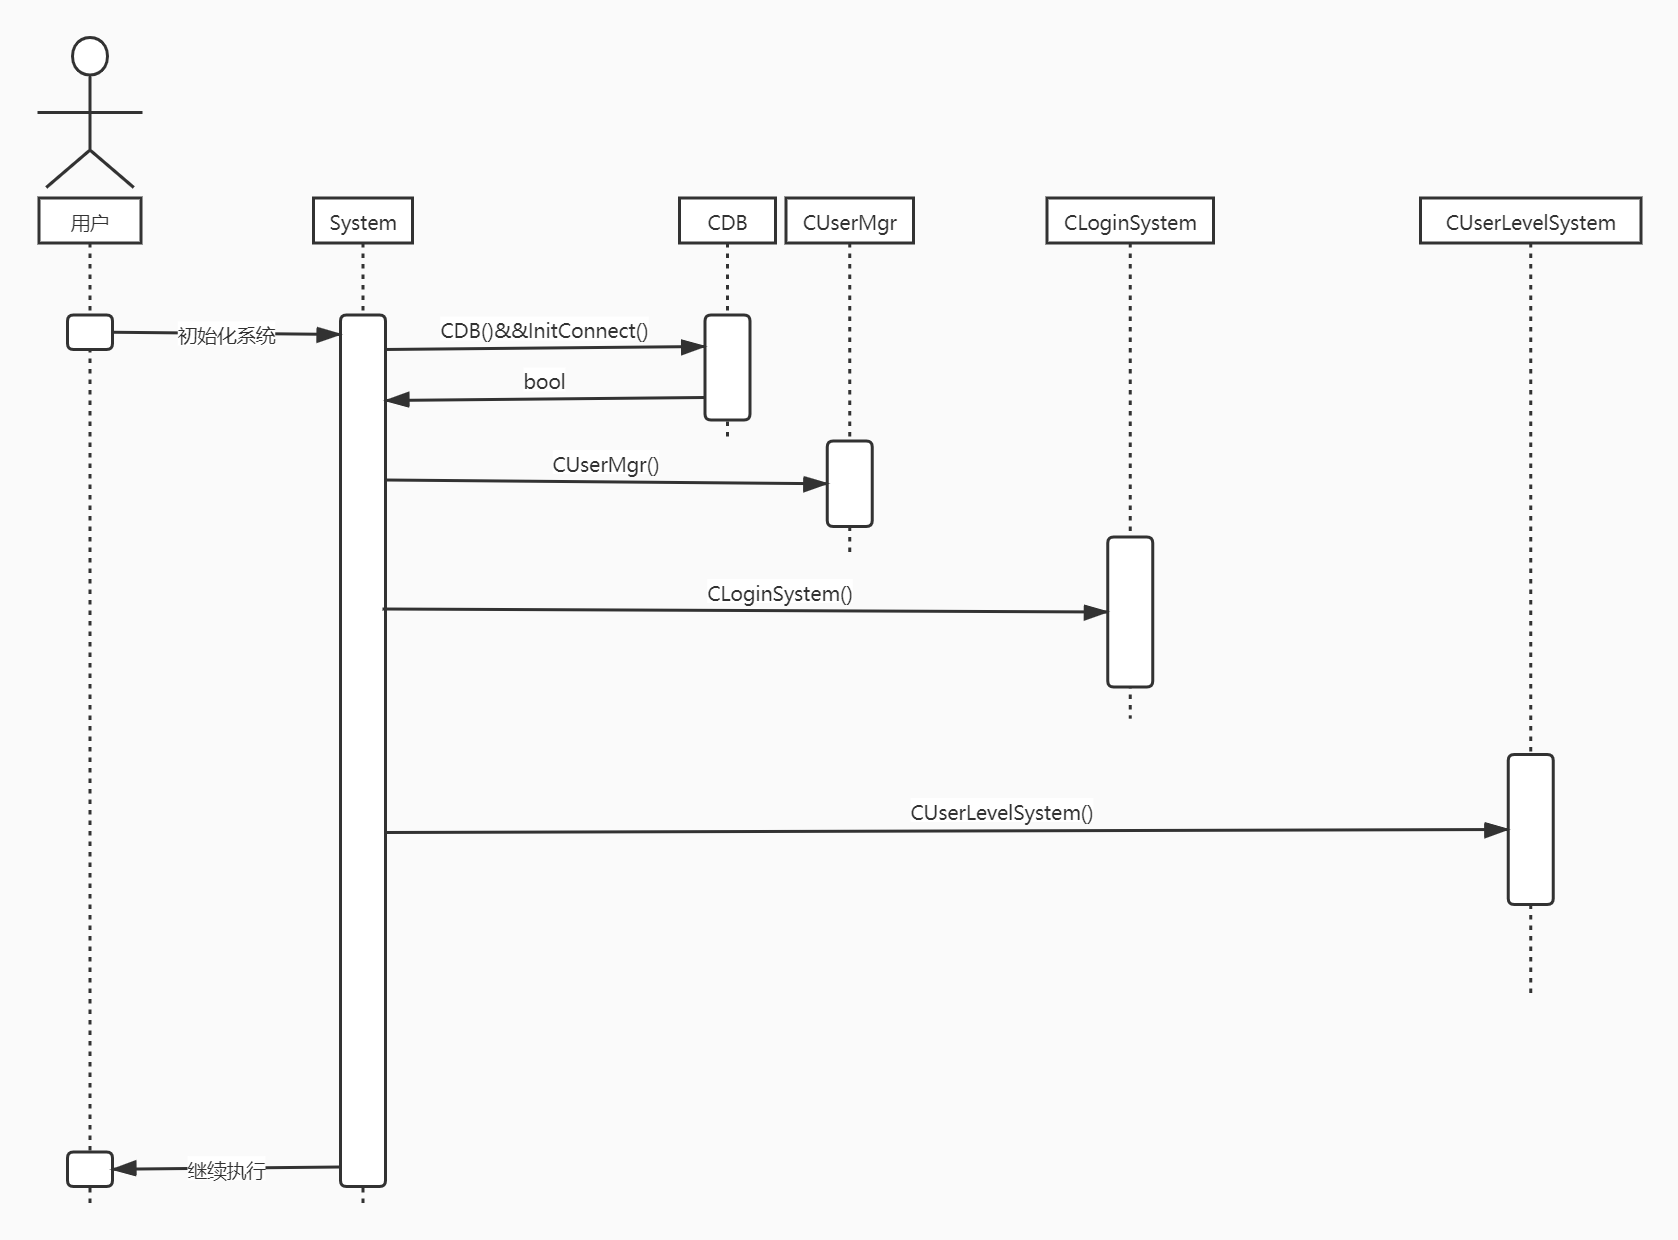 用户
System
CDB
CUserMgr
CLoginSystem
CUserLevelSystem
初始化系统
CDB()&&InitConnect()
bool
CUserMgr()
CLoginSystem()
CUserLevelSystem()
继续执行